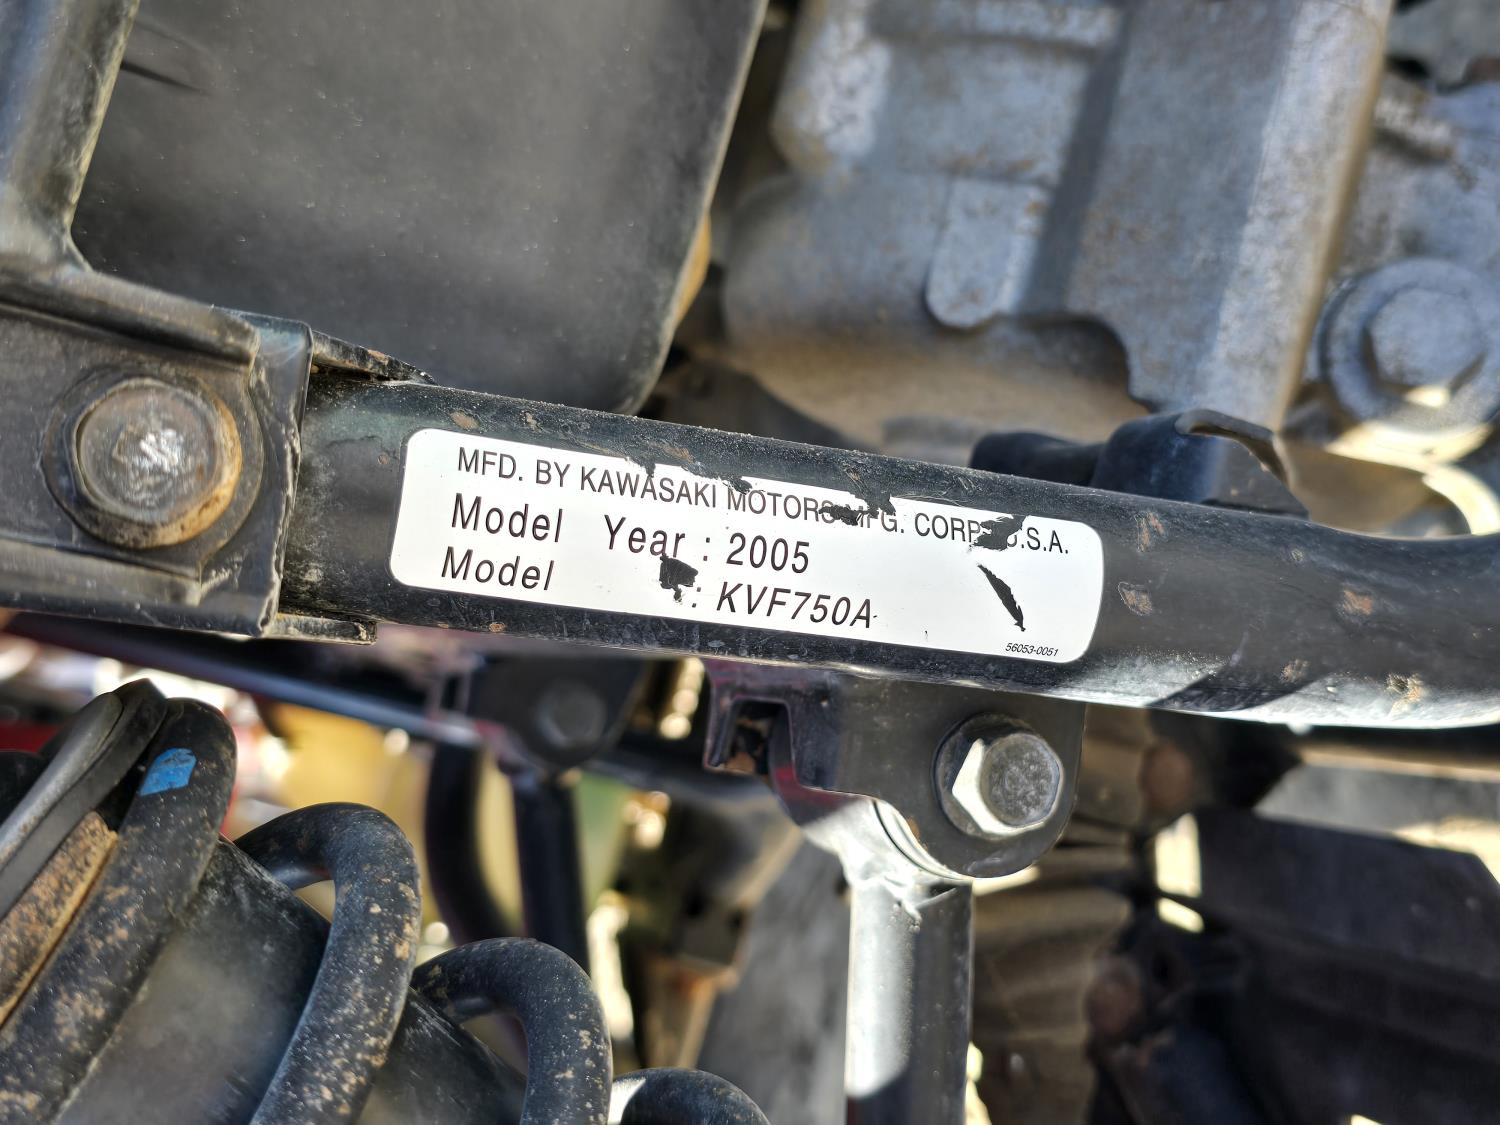 MFD. BY KAWASAKI MOTORS MFG. CORP. U.S.A.
Model Year : 2005
Model : KVF750A
56053-0051